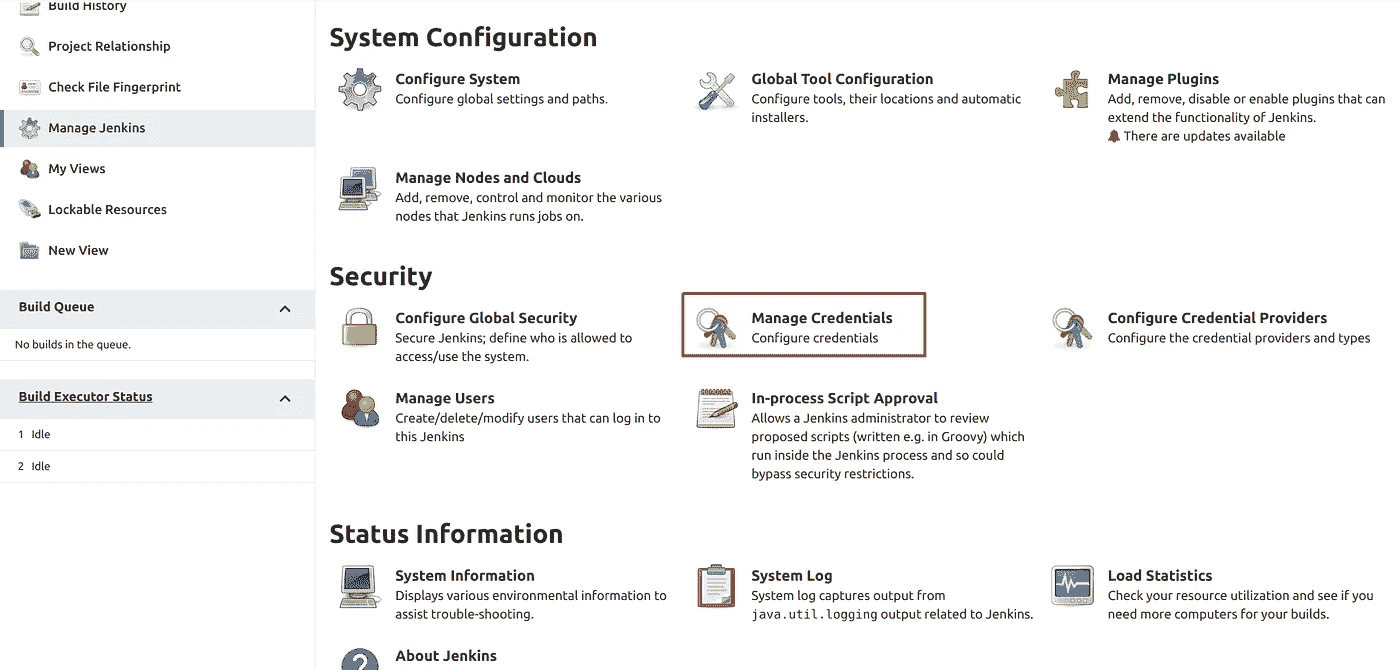 Build History
Project Relationship
Check File Fingerprint
Manage Jenkins
My Views
Lockable Resources
New View
Build Queue
No builds in the queue.
Build Executor Status
1 Idle
2 Idle
System Configuration
Configure System
Configure global settings and paths.
Global Tool Configuration
Configure tools, their locations and automatic
installers.
Manage Plugins
Add, remove, disable or enable plugins that can
extend the functionality of Jenkins.
There are updates available
Manage Nodes and Clouds
Add, remove, control and monitor the various
nodes that Jenkins runs jobs on.
Security
Configure Global Security
Secure Jenkins; define who is allowed to
access/use the system.
Manage Credentials
Configure credentials
Configure Credential Providers
Configure the credential providers and types
Manage Users
Create/delete/modify users that can log in to
this Jenkins
In-process Script Approval
Allows a Jenkins administrator to review
proposed scripts (written e.g. in Groovy) which
run inside the Jenkins process and so could
bypass security restrictions.
Status Information
System Information
Displays various environmental information to
assist trouble-shooting.
System Log
System log captures output from
java.util.logging output related to Jenkins.
Load Statistics
Check your resource utilization and see if you
need more computers for your builds.
?
About Jenkins